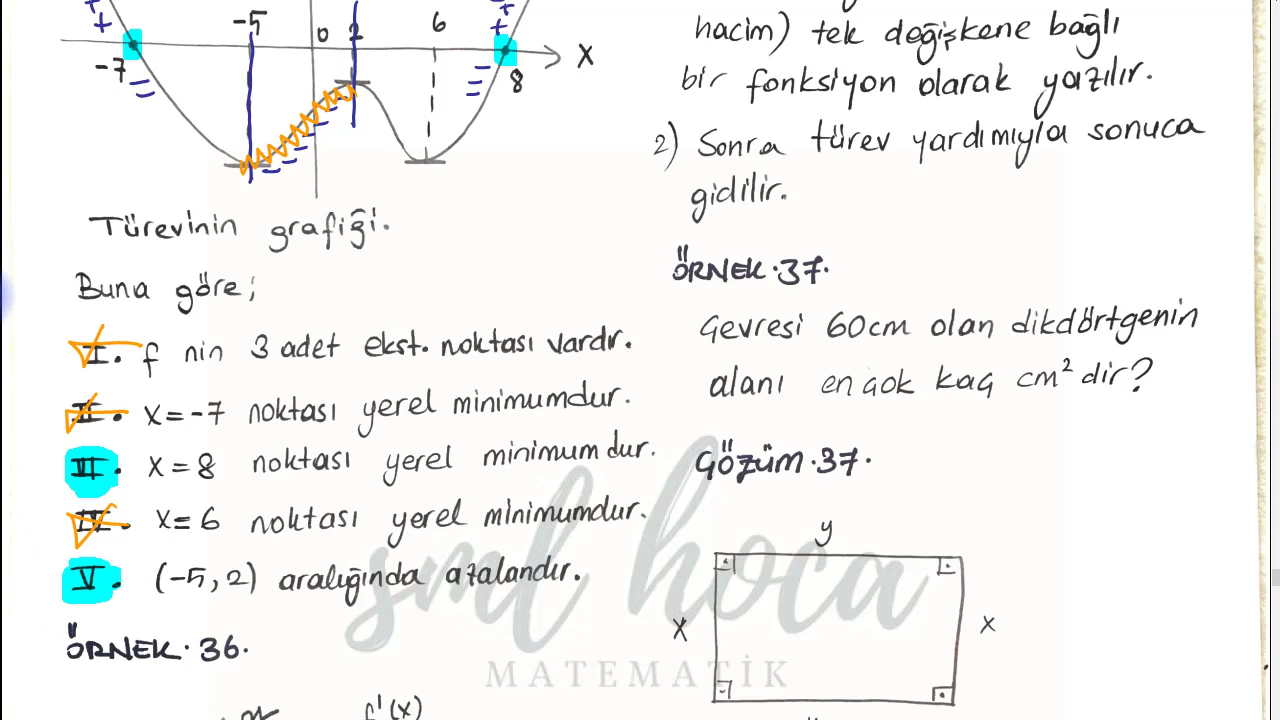 -5 0 2 6
-7 8 X
Türevinin grafiği.
Buna göre;
I. f nin 3 adet ekst. noktası vardır.
II. x=-7 noktası yerel minimumdur.
III. x=8 noktası yerel minimumdur.
IV. x=6 noktası yerel minimumdur.
V. (-5,2) aralığında azalandır.
ÖRNEK.36.
f'(x)
hacim) tek değişkene bağlı
bir fonksiyon olarak yazılır.
2) Sonra türev yardımıyla sonuca
gidilir.
ÖRNEK.37.
Çevresi 60cm olan dikdörtgenin
alanı en çok kaç cm² dir?
ÇÖZÜM.37.
y
x x
sml hoca
MATEMATİK